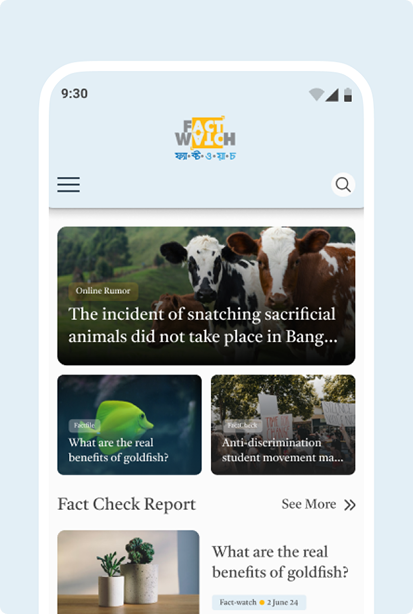 9:30
FACT
WATCH
ফ্যা•ক্ট•ও•য়া•চ
Online Rumor
The incident of snatching sacrificial
animals did not take place in Bang...
Factfile
What are the real
benefits of goldfish?
FactCheck
Anti-discrimination
student movement ma...
Fact Check Report
See More
What are the real
benefits of goldfish?
Fact-watch
2 June 24